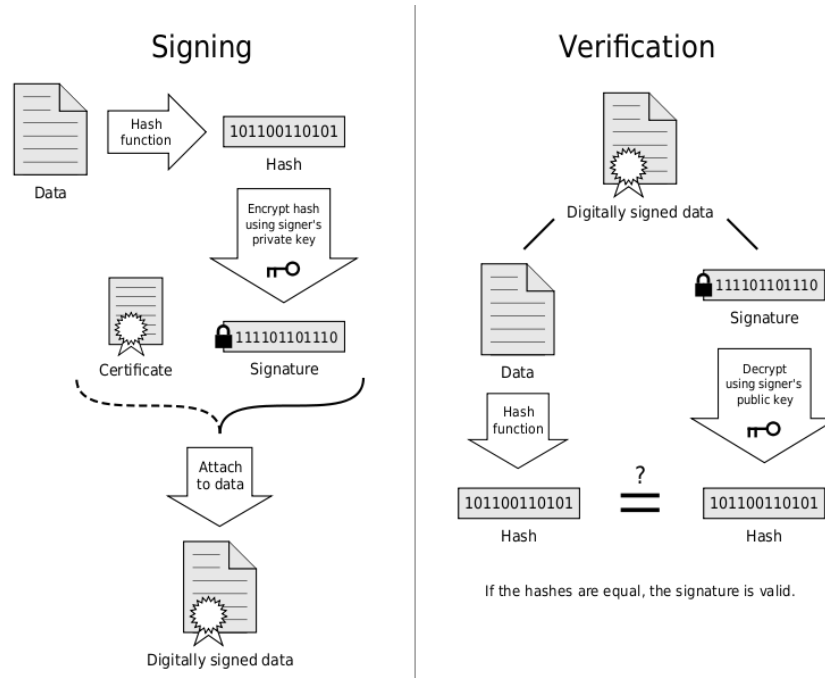 Signing
Data
Hash
function
101100110101
Hash
Encrypt hash
using signer's
private key
Certificate
111101101110
Signature
Attach
to data
Digitally signed data
Verification
Digitally signed data
Data
Hash
function
101100110101
Hash
111101101110
Signature
Decrypt
using signer's
public key
?
101100110101
Hash
If the hashes are equal, the signature is valid.